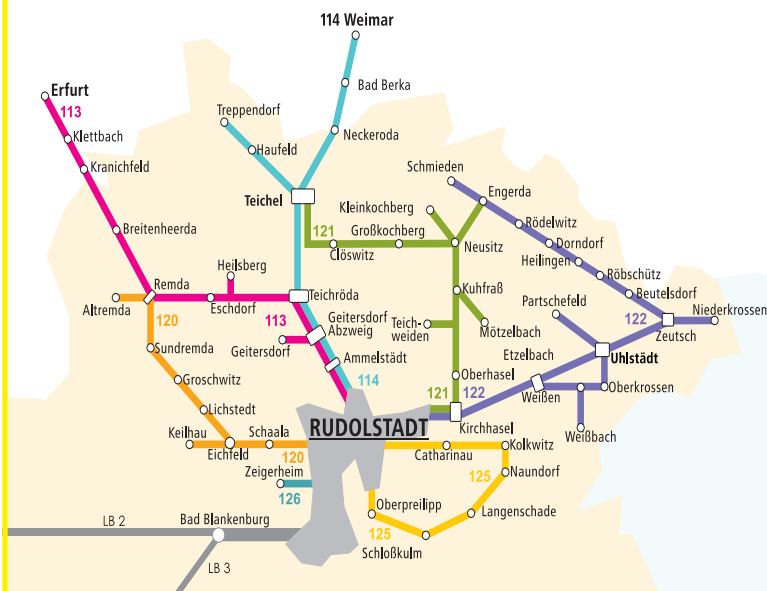 114 Weimar
Erfurt
113
Bad Berka
Klettbach
Treppendorf
Neckeroda
Haufeld
Kranichfeld
Schmieden
Engerda
Teichel
Kleinkochberg
Rödelwitz
Breitenheerda
121
Großkochberg
Clöswitz
Neusitz
Dorndorf
Heilingen
Heilsberg
Röbschütz
Remda
Teichröda
Kuhfraß
Beutelsdorf
Altremda
Eschdorf
Partschefeld
Niederkrossen
120
113
Geitersdorf
Abzweig
Teich-
weiden
Mötzelbach
122
Zeutsch
Sundremda
Geitersdorf
Etzelbach
Uhlstädt
Ammelstädt
Groschwitz
114
Oberhasel
Oberkrossen
121
122
Weißen
Lichstedt
RUDOLSTADT
Kirchhasel
Weißbach
Keilhau
Schaala
Eichfeld
120
Catharinau
Kolkwitz
Zeigerheim
126
125
Naundorf
Oberpreilipp
Langenschade
LB 2
Bad Blankenburg
125
Schloßkulm
LB 3